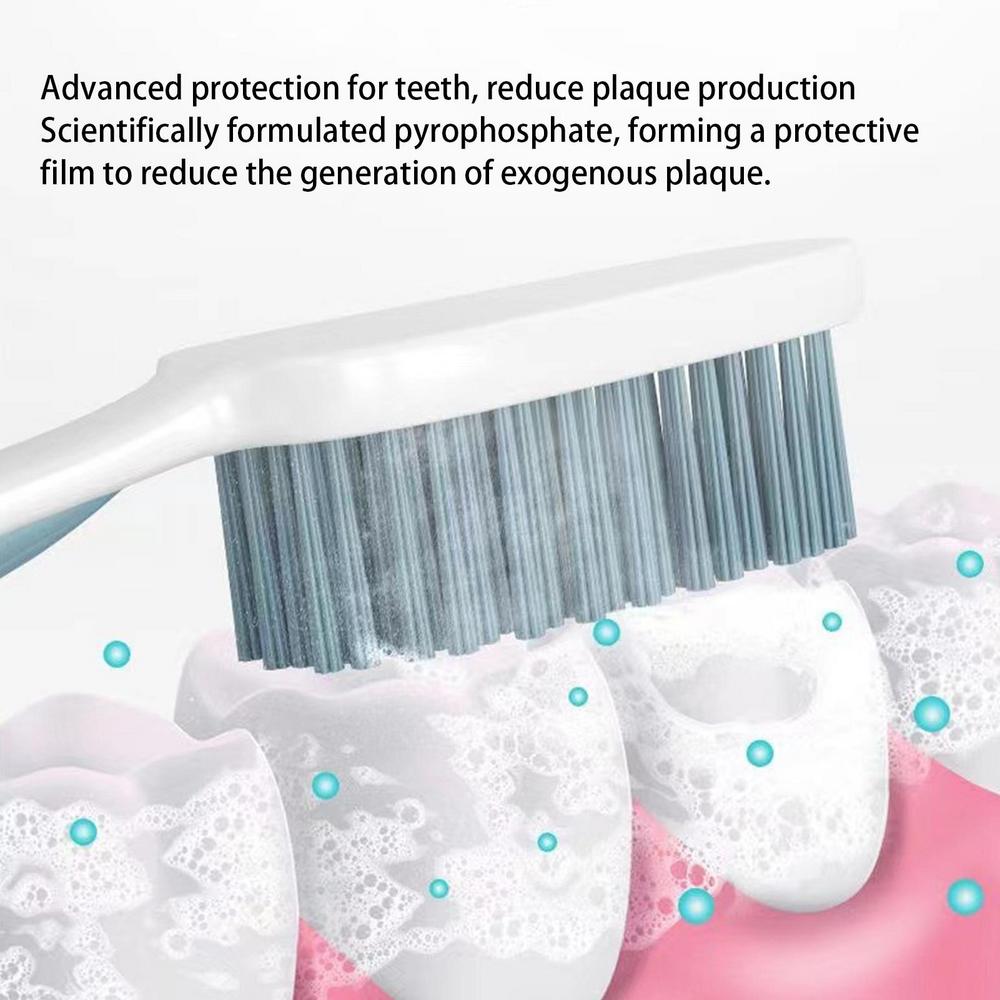 Advanced protection for teeth, reduce plaque production
Scientifically formulated pyrophosphate, forming a protective
film to reduce the generation of exogenous plaque.